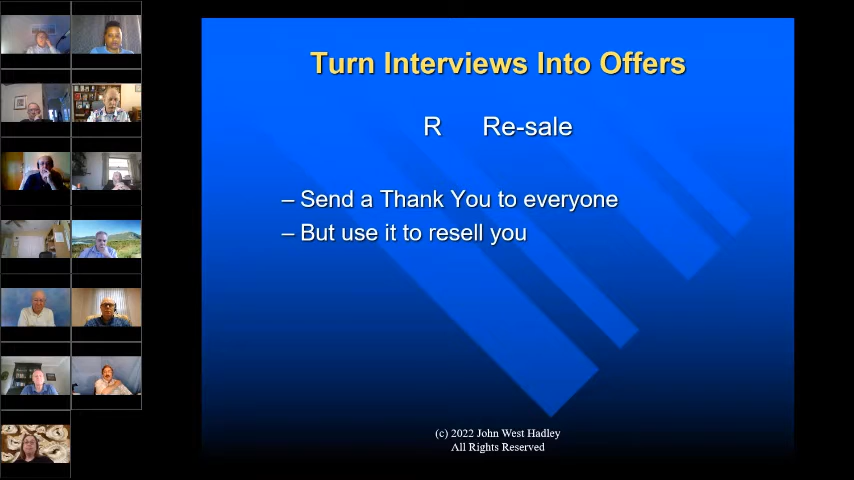 Turn Interviews Into Offers
R Re-sale
– Send a Thank You to everyone
– But use it to resell you
(c) 2022 John West Hadley
All Rights Reserved